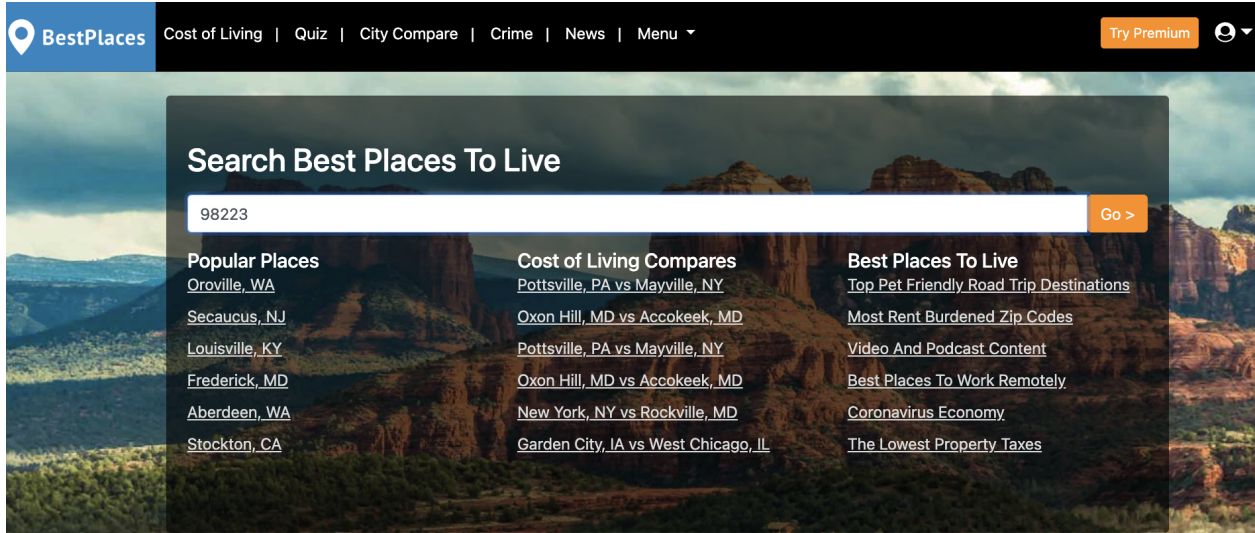 BestPlaces Cost of Living | Quiz | City Compare | Crime | News | Menu Try Premium
Search Best Places To Live
98223 Go >
Popular Places
Oroville, WA
Secaucus, NJ
Louisville, KY
Frederick, MD
Aberdeen, WA
Stockton, CA
Cost of Living Compares
Pottsville, PA vs Mayville, NY
Oxon Hill, MD vs Accokeek, MD
Pottsville, PA vs Mayville, NY
Oxon Hill, MD vs Accokeek, MD
New York, NY vs Rockville, MD
Garden City, IA vs West Chicago, IL
Best Places To Live
Top Pet Friendly Road Trip Destinations
Most Rent Burdened Zip Codes
Video And Podcast Content
Best Places To Work Remotely
Coronavirus Economy
The Lowest Property Taxes